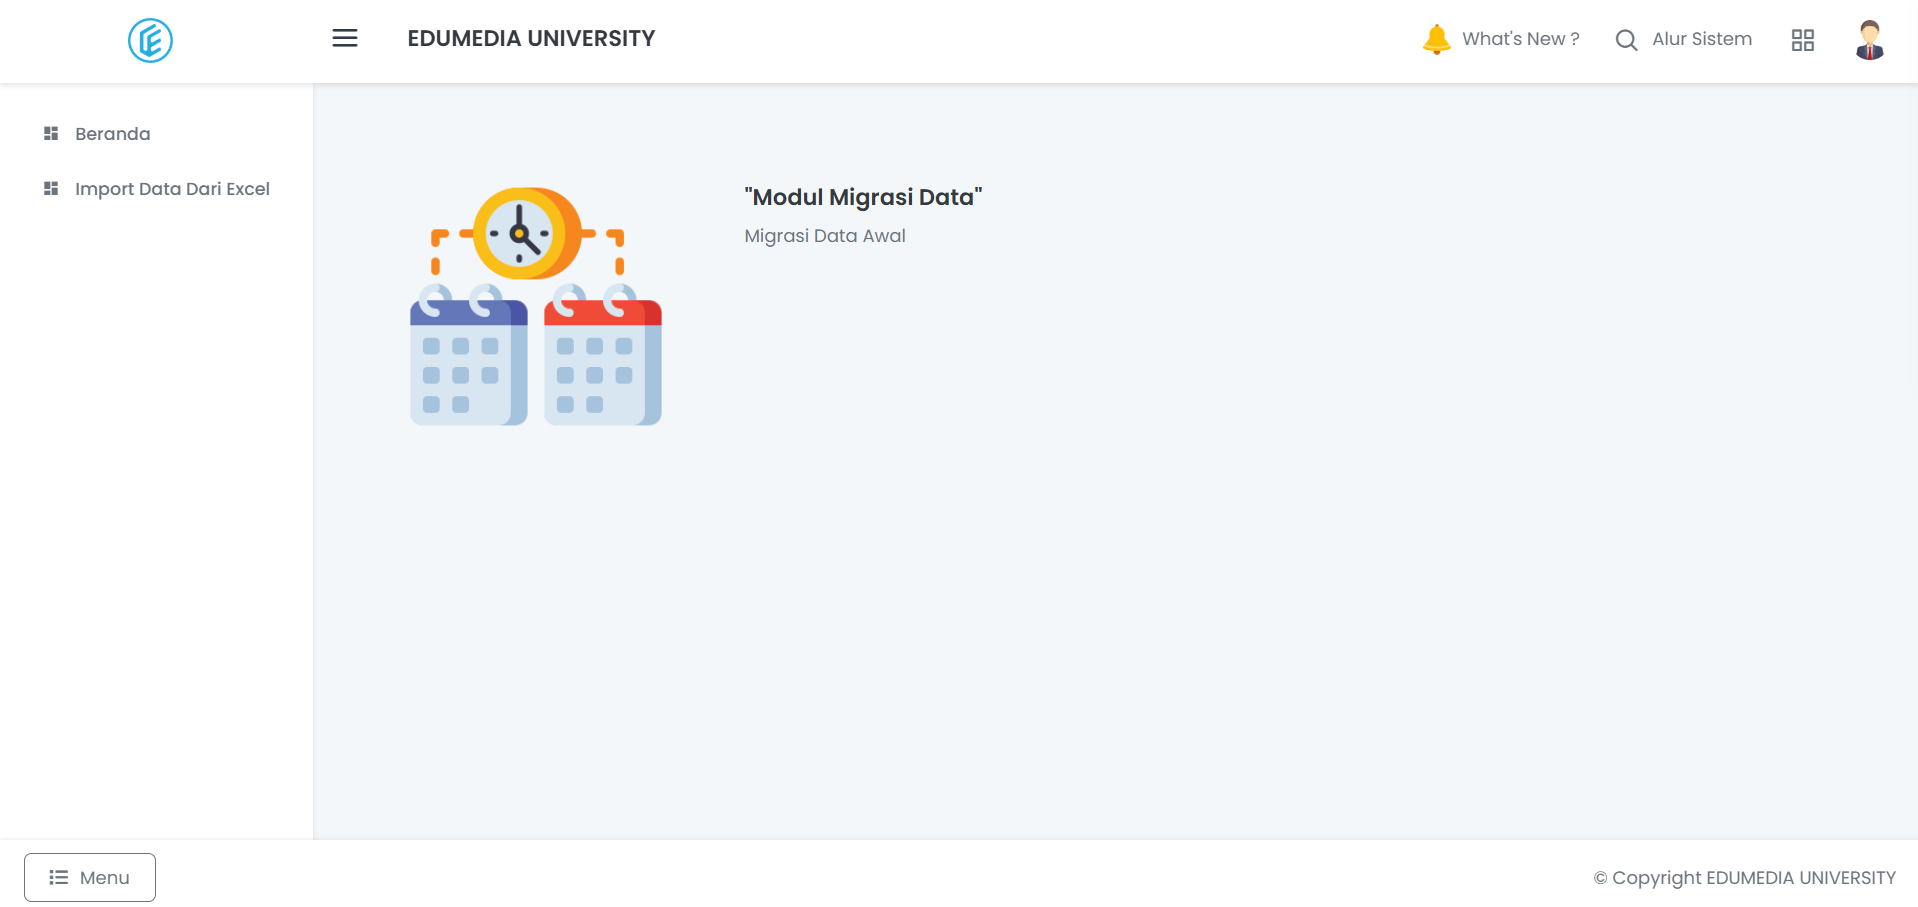 EDUMEDIA UNIVERSITY
What's New ?
Alur Sistem
Beranda
Import Data Dari Excel
"Modul Migrasi Data"
Migrasi Data Awal
Menu
© Copyright EDUMEDIA UNIVERSITY